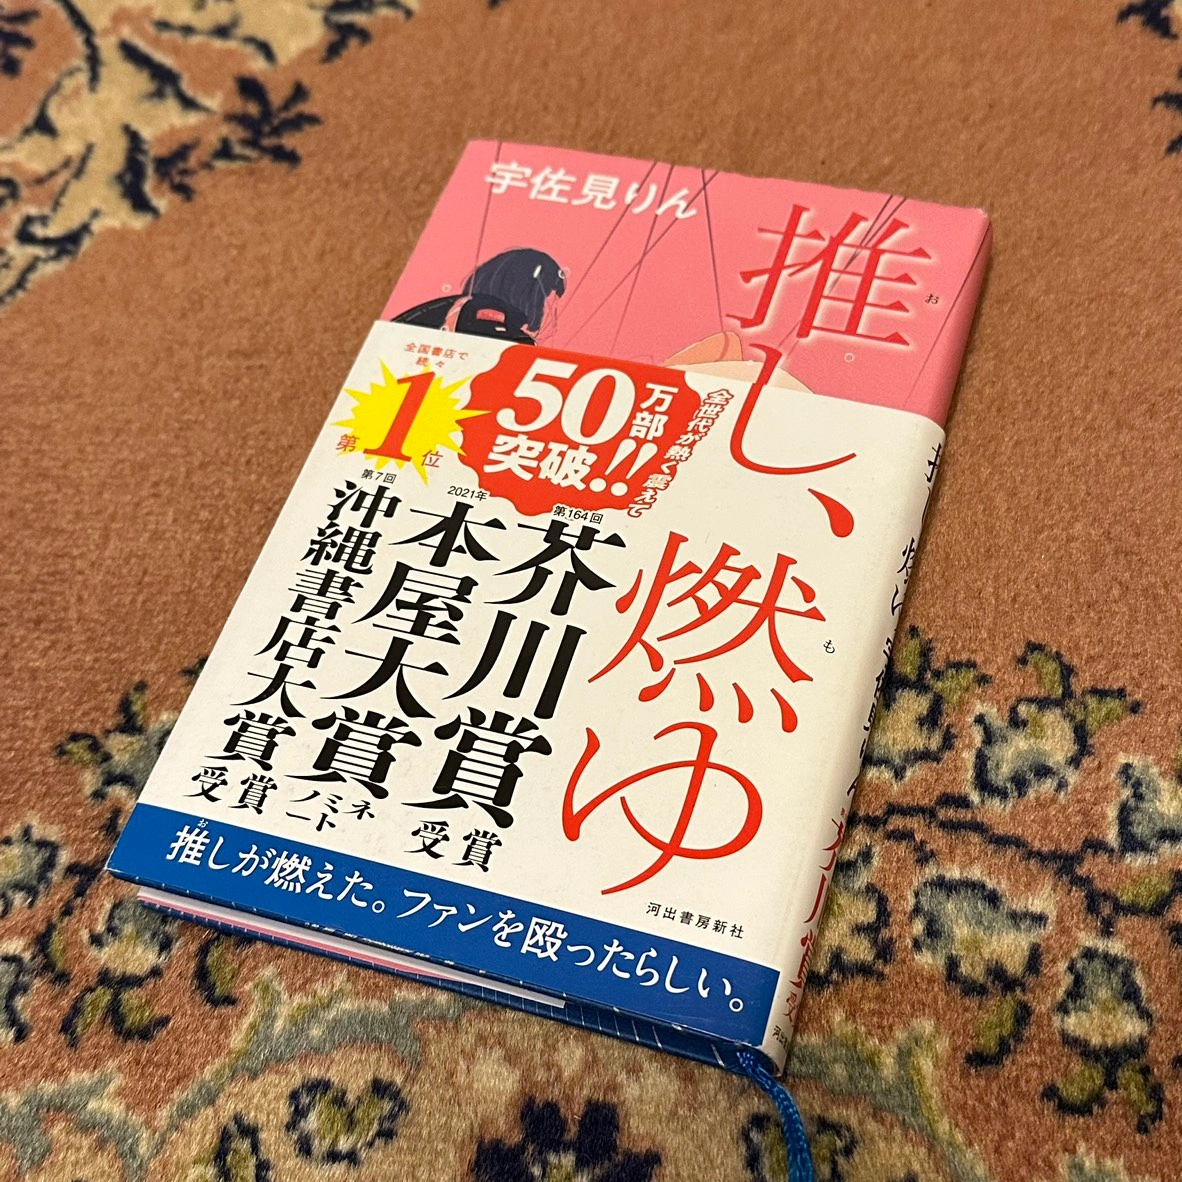 宇佐見りん
推し、燃ゆ
お
も
全国書店で
続々
第1位
50万部
突破!!
全世代が熱く震えて
第164回
芥川賞
受賞
2021年
本屋大賞
ノミネート
第7回
沖縄書店大賞
受賞
河出書房新社
お
推しが燃えた。ファンを殴ったらしい。